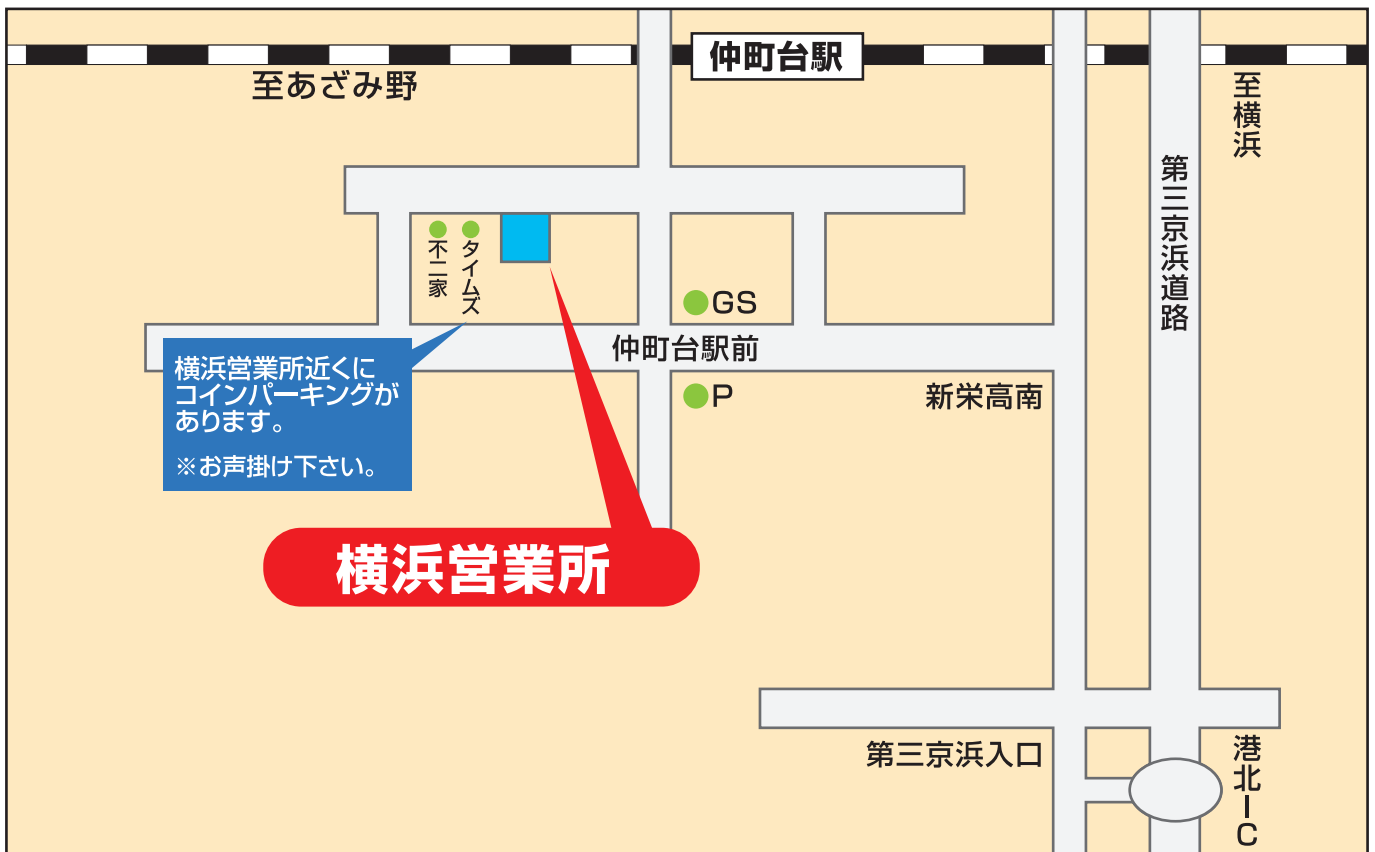 仲町台駅
至あざみ野
至横浜
第三京浜道路
不二家
タイムズ
GS
仲町台駅前
横浜営業所近くに
コインパーキングが
あります。
※お声掛け下さい。
P
新栄高南
横浜営業所
第三京浜入口
港北IC